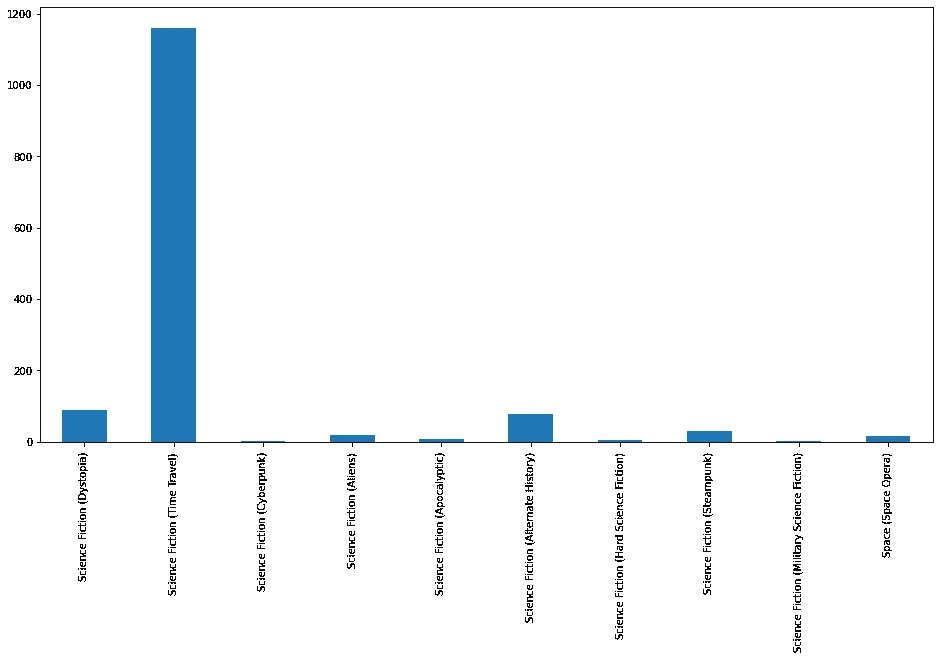 1200
1000
800
600
400
200
0
Science Fiction (Dystopia)
Science Fiction (Time Travel)
Science Fiction (Cyberpunk)
Science Fiction (Aliens)
Science Fiction (Apocalyptic)
Science Fiction (Alternate History)
Science Fiction (Hard Science Fiction)
Science Fiction (Steampunk)
Science Fiction (Military Science Fiction)
Space (Space Opera)